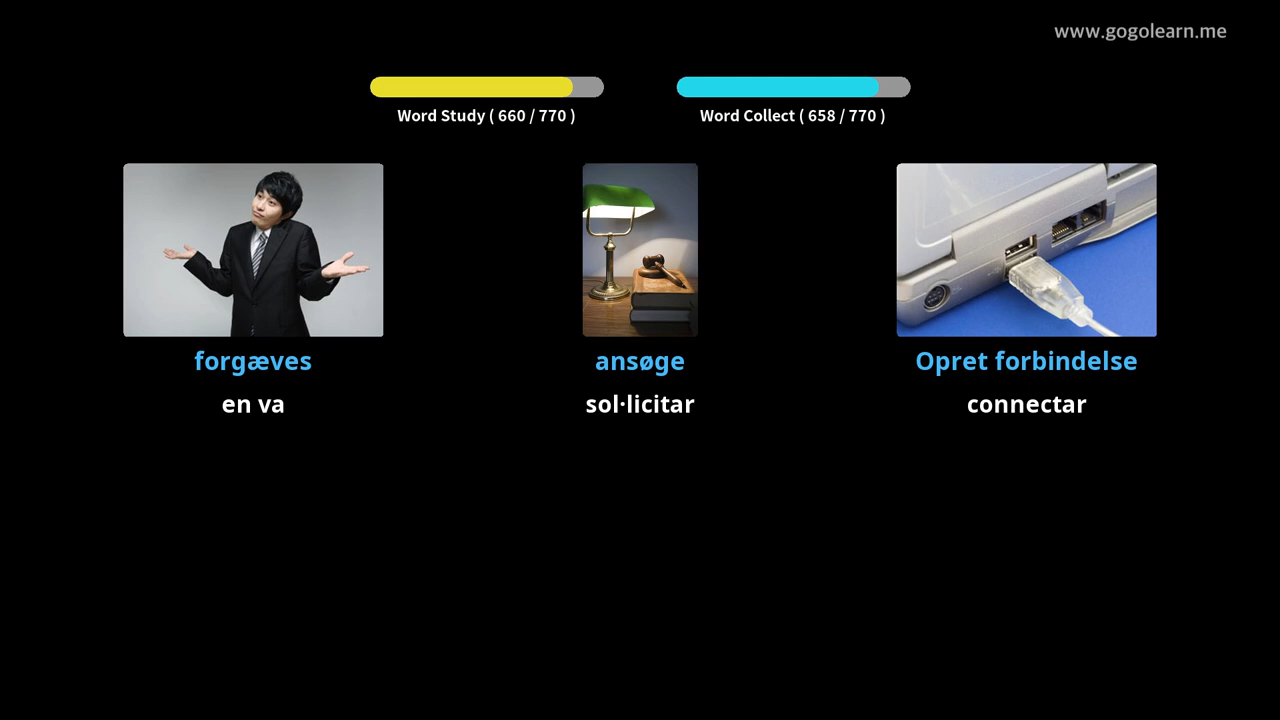 www.gogolearn.me
Word Study ( 660 / 770 )
Word Collect ( 658 / 770 )
forgæves
ansøge
Opret forbindelse
en va
sol·licitar
connectar